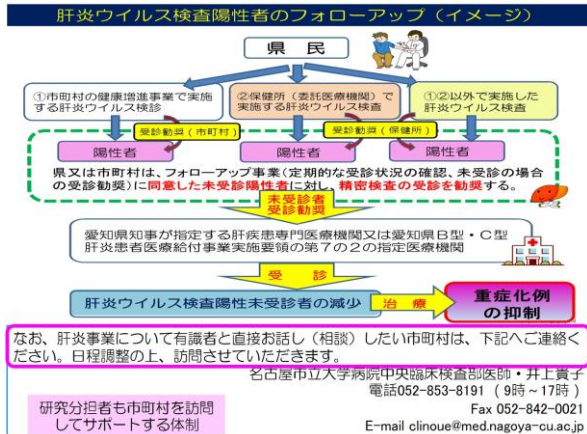 肝炎ウイルス検査陽性者のフォローアップ（イメージ）
県民
①市町村の健康増進事業で実施
する肝炎ウイルス検診
②保健所（委託医療機関）で
実施する肝炎ウイルス検査
①②以外で実施した
肝炎ウイルス検査
受診勧奨（市町村）
受診勧奨（保健所）
陽性者
陽性者
陽性者
県又は市町村は、フォローアップ事業（定期的な受診状況の確認、未受診の場合
の受診勧奨）に同意した未受診陽性者に対し、精密検査の受診を勧奨する。
未受診者
受診勧奨
愛知県知事が指定する肝疾患専門医療機関又は愛知県Ｂ型・Ｃ型
肝炎患者医療給付事業実施要領の第７の２の指定医療機関
受　診
肝炎ウイルス検査陽性未受診者の減少
治　療
重症化例
の抑制
なお、肝炎事業について有識者と直接お話し（相談）したい市町村は、下記へご連絡く
ださい。日程調整の上、訪問させていただきます。
名古屋市立大学病院中央臨床検査部医師・井上貴子
電話052-853-8191（9時～17時）
Fax 052-842-0021
E-mail clinoue@med.nagoya-cu.ac.jp
研究分担者も市町村を訪問
してサポートする体制